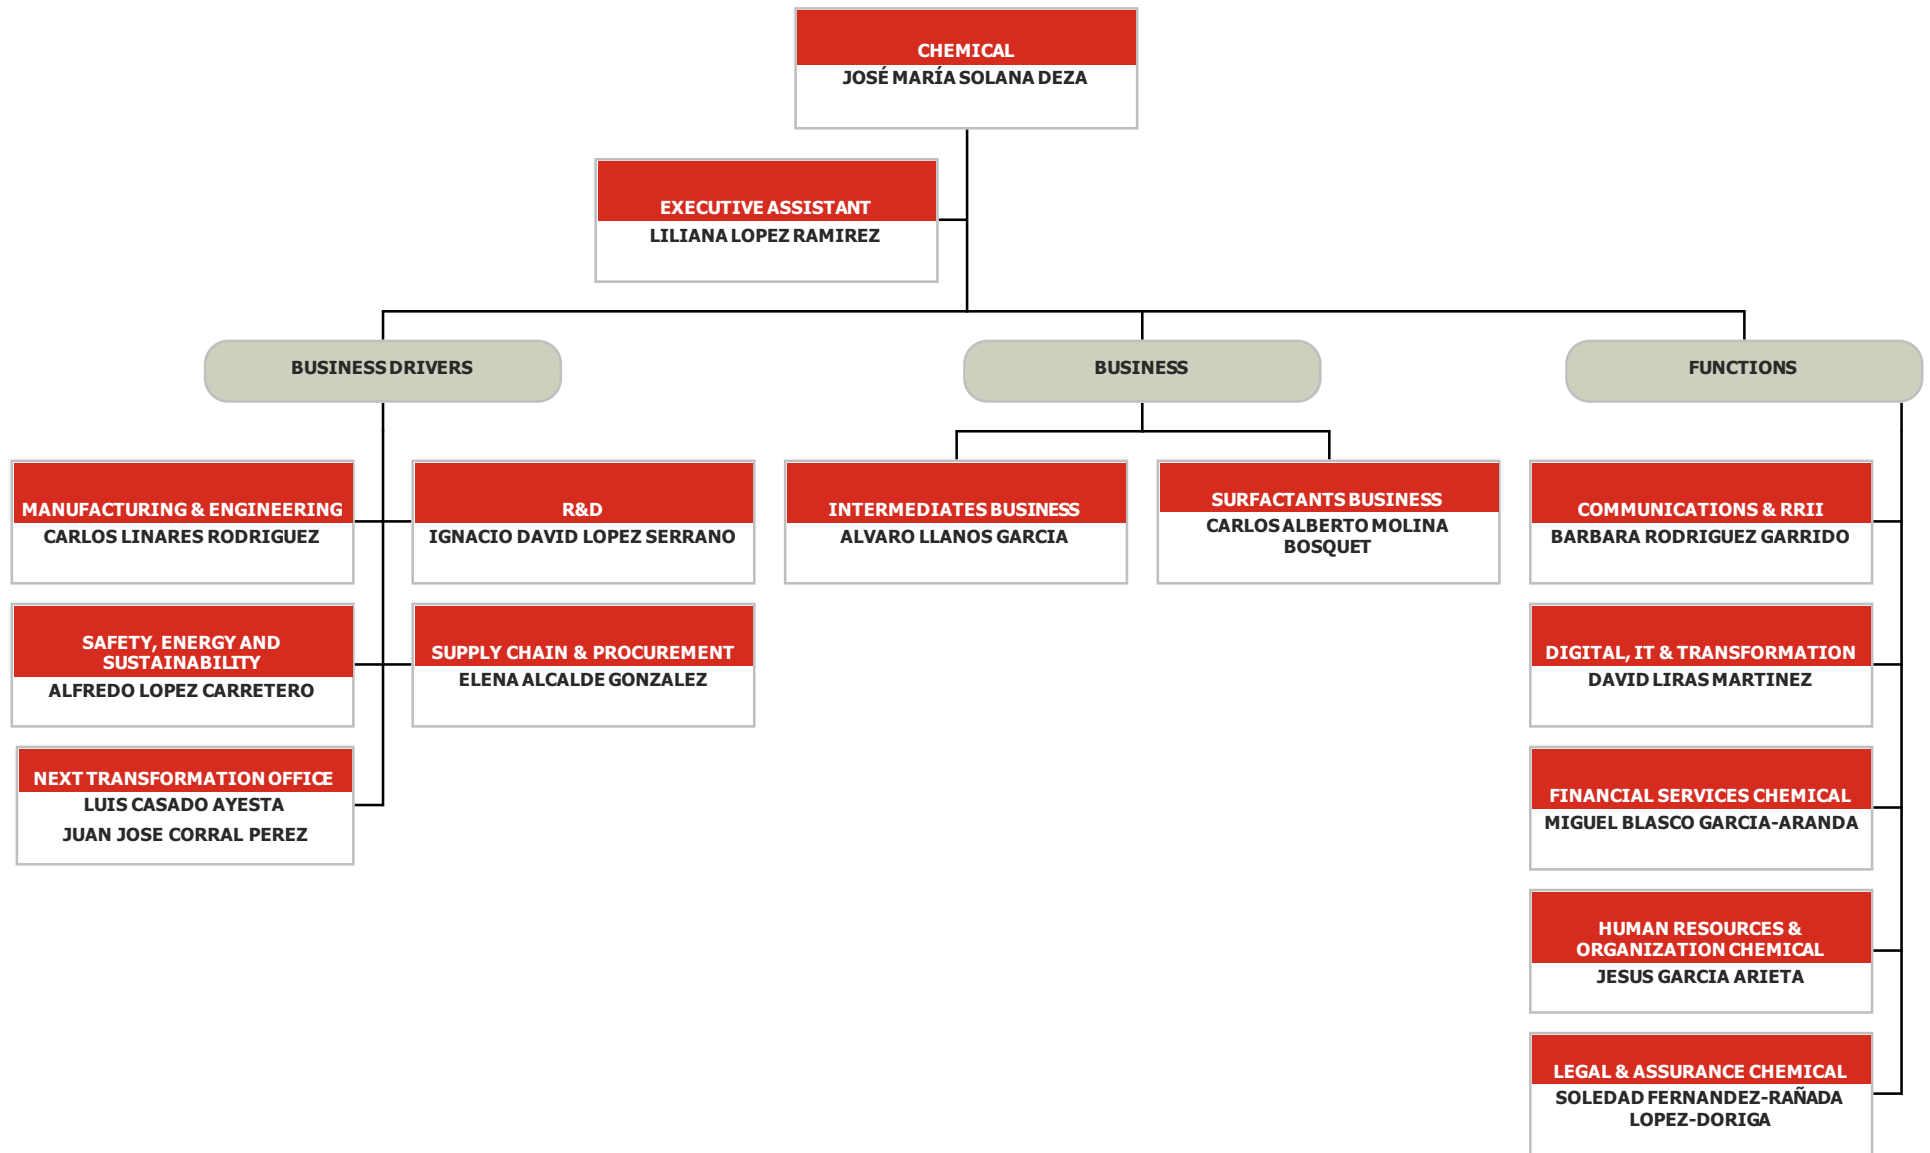 CHEMICAL
JOSÉ MARÍA SOLANA DEZA
EXECUTIVE ASSISTANT
LILIANA LOPEZ RAMIREZ
BUSINESS DRIVERS
BUSINESS
FUNCTIONS
MANUFACTURING & ENGINEERING
CARLOS LINARES RODRIGUEZ
R&D
IGNACIO DAVID LOPEZ SERRANO
INTERMEDIATES BUSINESS
ALVARO LLANOS GARCIA
SURFACTANTS BUSINESS
CARLOS ALBERTO MOLINA
BOSQUET
COMMUNICATIONS & RRII
BARBARA RODRIGUEZ GARRIDO
SAFETY, ENERGY AND
SUSTAINABILITY
ALFREDO LOPEZ CARRETERO
SUPPLY CHAIN & PROCUREMENT
ELENA ALCALDE GONZALEZ
DIGITAL, IT & TRANSFORMATION
DAVID LIRAS MARTINEZ
NEXT TRANSFORMATION OFFICE
LUIS CASADO AYESTA
JUAN JOSE CORRAL PEREZ
FINANCIAL SERVICES CHEMICAL
MIGUEL BLASCO GARCIA-ARANDA
HUMAN RESOURCES &
ORGANIZATION CHEMICAL
JESUS GARCIA ARIETA
LEGAL & ASSURANCE CHEMICAL
SOLEDAD FERNANDEZ-RAÑADA
LOPEZ-DORIGA